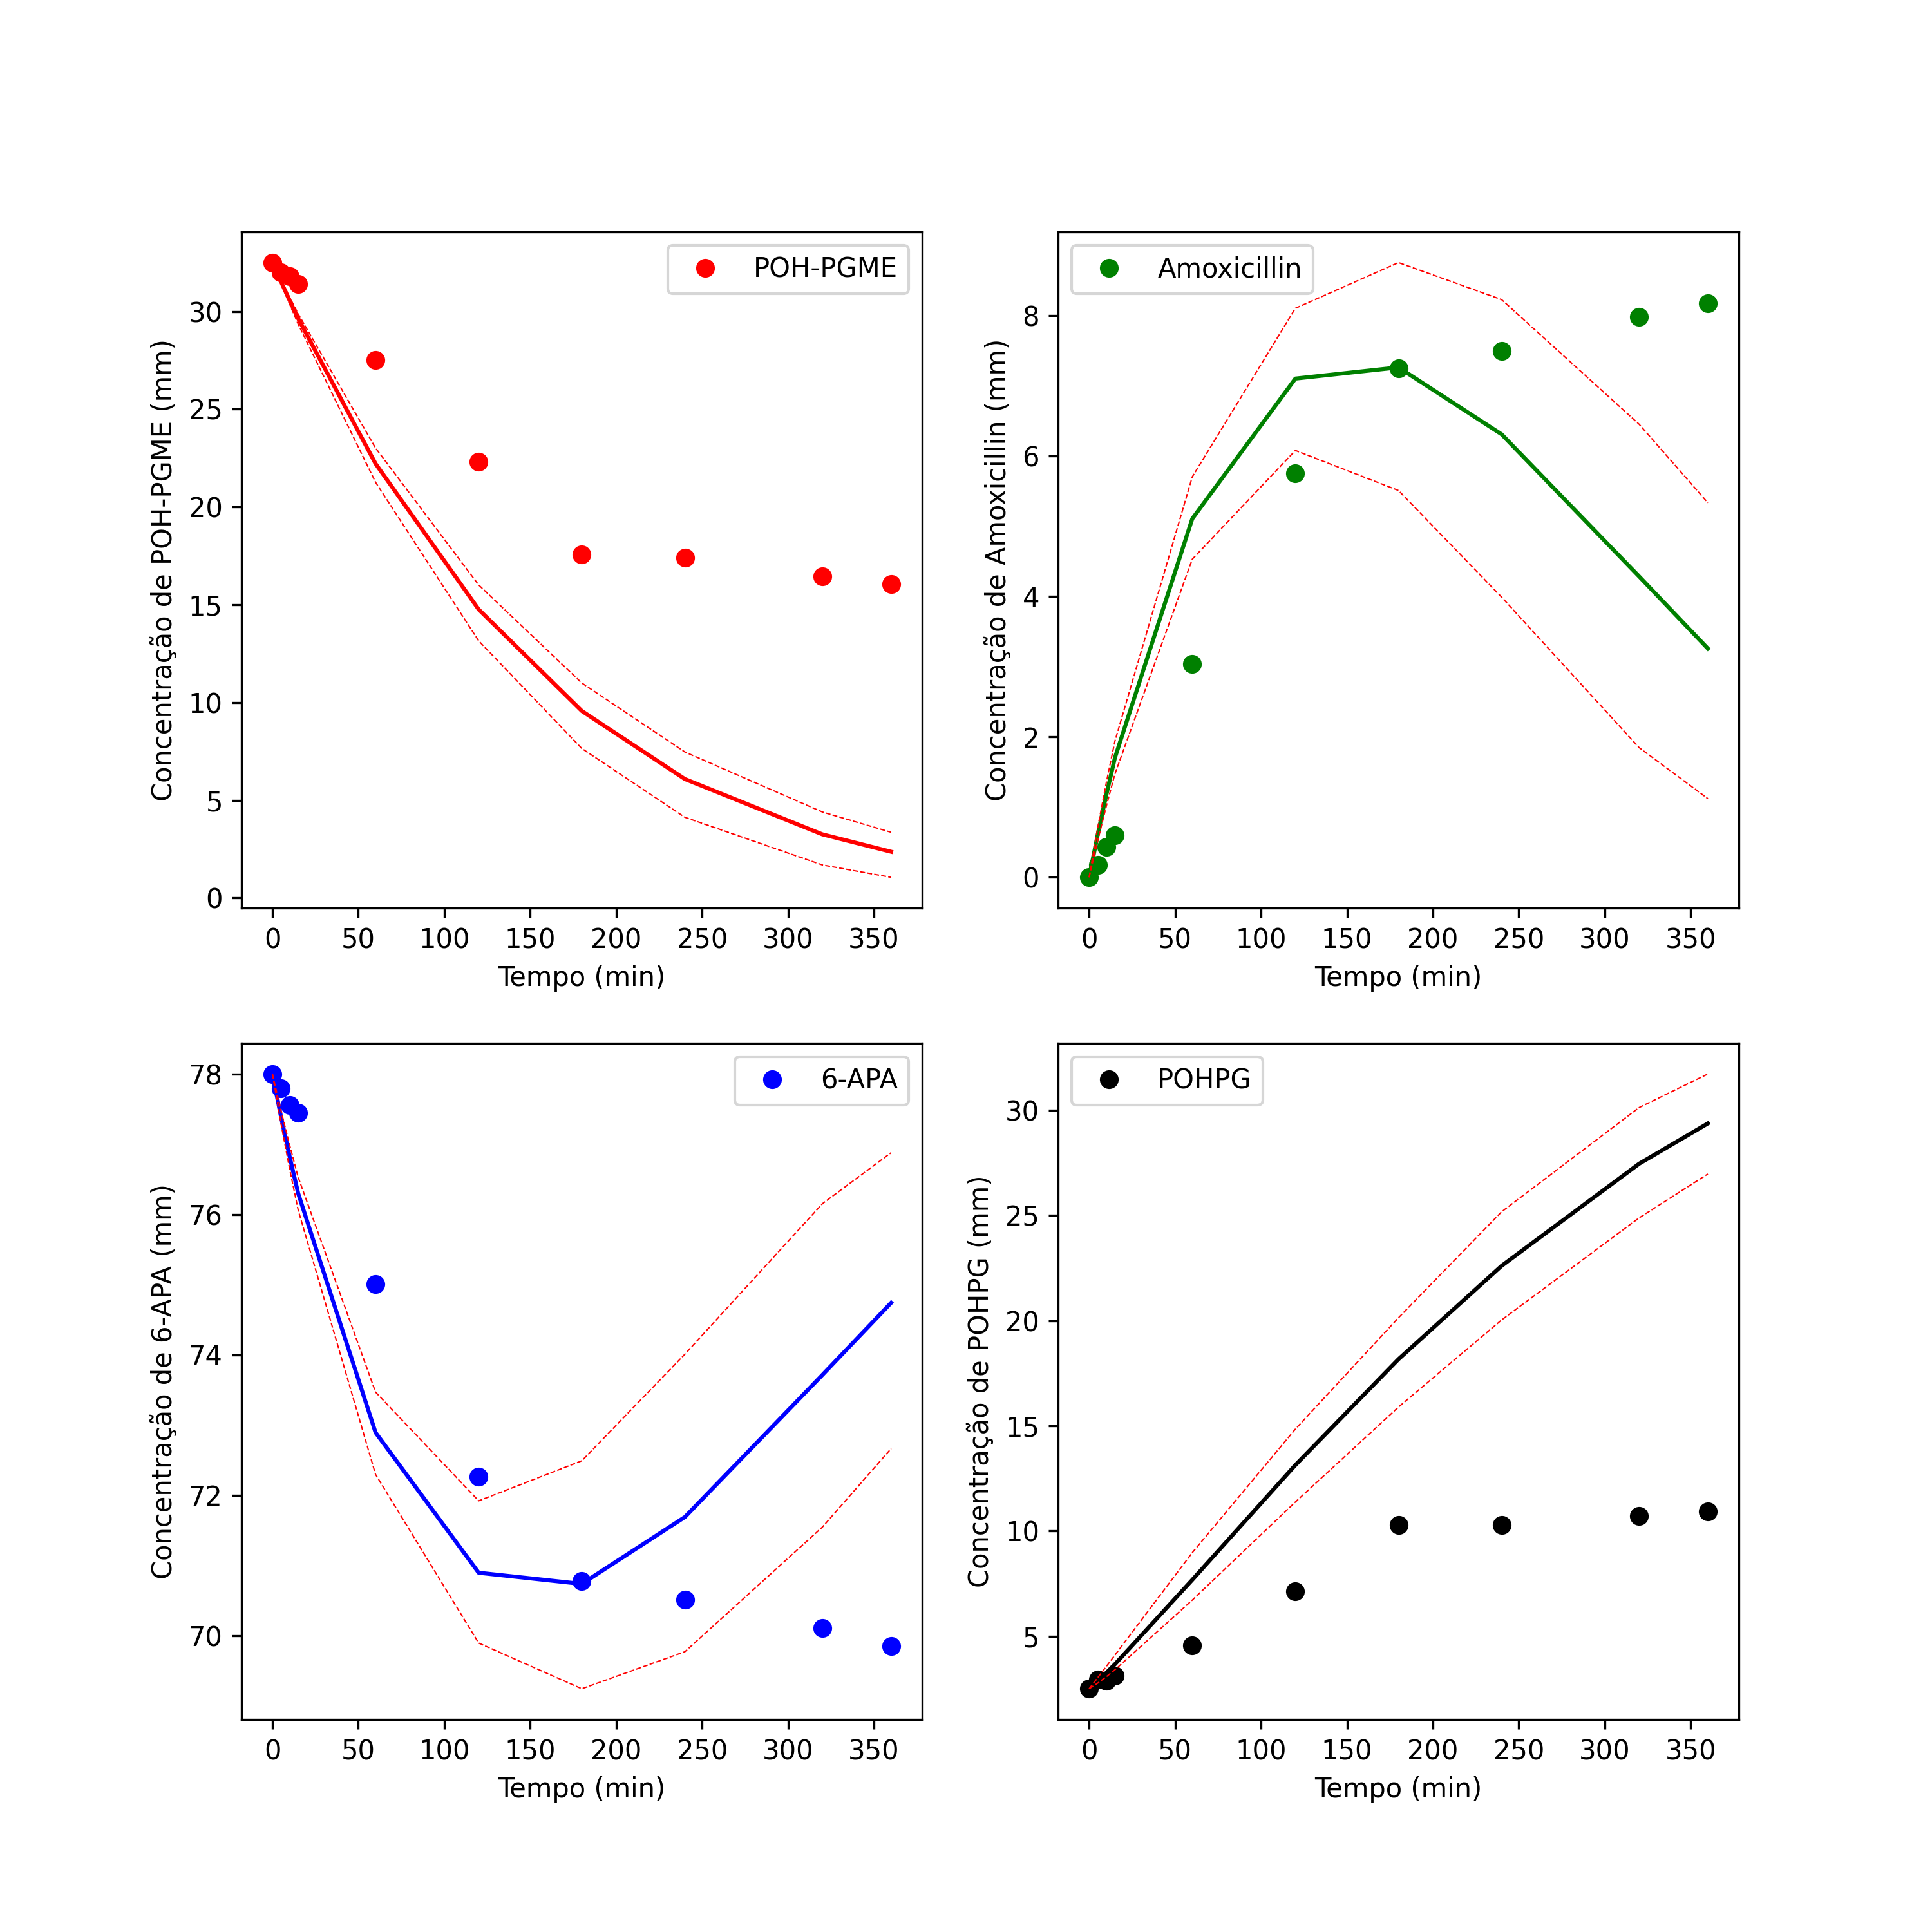 POH-PGME
Concentração de POH-PGME (mm)
30
25
20
15
10
5
0
0 50 100 150 200 250 300 350
Tempo (min)
Amoxicillin
Concentração de Amoxicillin (mm)
8
6
4
2
0
0 50 100 150 200 250 300 350
Tempo (min)
6-APA
Concentração de 6-APA (mm)
78
76
74
72
70
0 50 100 150 200 250 300 350
Tempo (min)
POHPG
Concentração de POHPG (mm)
30
25
20
15
10
5
0 50 100 150 200 250 300 350
Tempo (min)